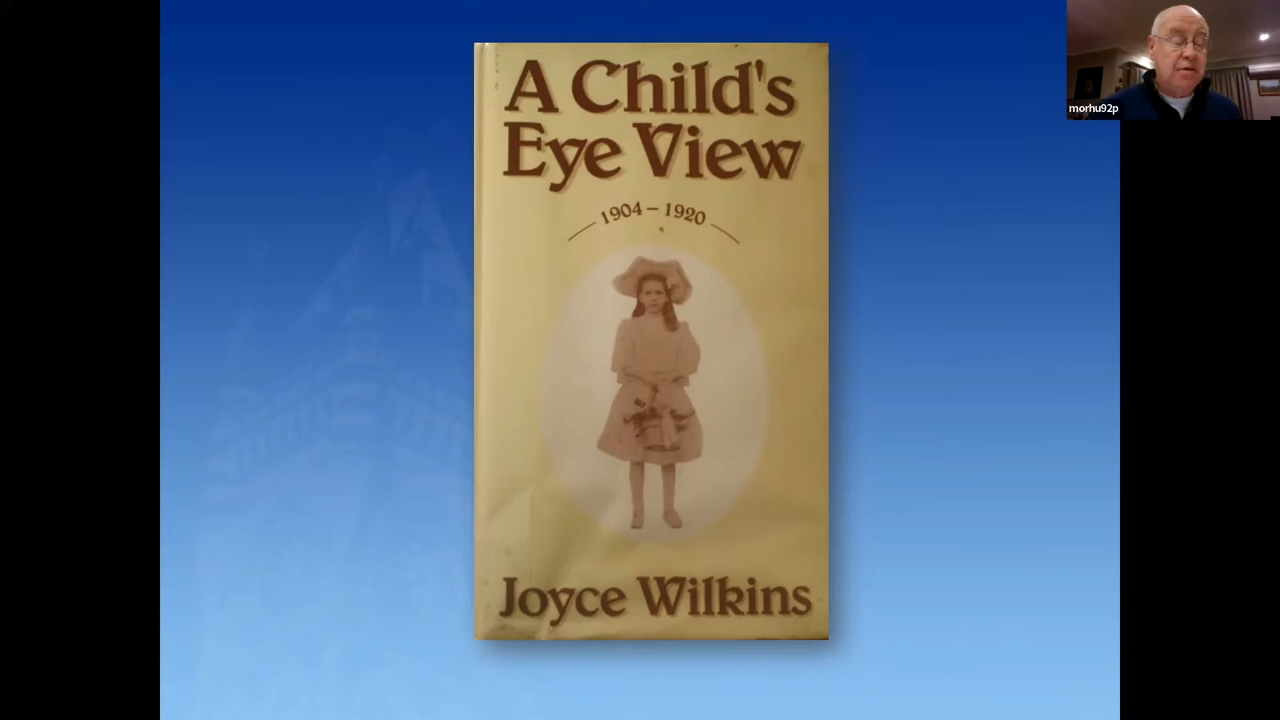 A Child's
Eye View
1904 – 1920
Joyce Wilkins
morhu92p